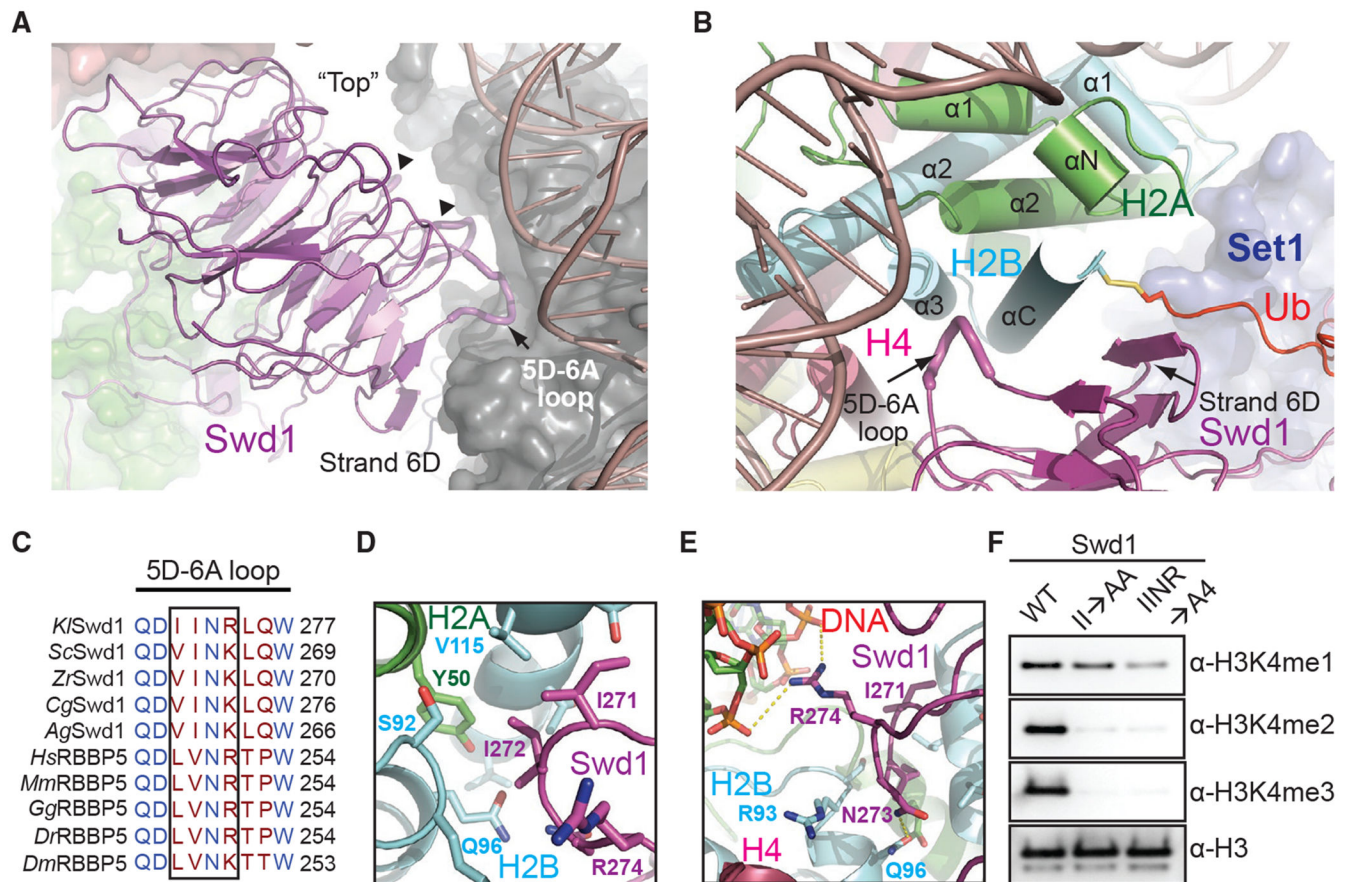 A
"Top"
5D-6A
loop
Swd1
Strand 6D
B
α1
α1
αN
α2
α2
H2A
H2B
Set1
α3
αC
Ub
H4
5D-6A
loop
Strand 6D
Swd1
C
5D-6A loop
KlSwd1 QDIINRLQW 277
ScSwd1 QDVINKLQW 269
ZrSwd1 QDVINKLQW 270
CgSwd1 QDVINKLQW 276
AgSwd1 QDVINKLQW 266
HsRBBP5 QDLVNRTPW 254
MmRBBP5 QDLVNRTPW 254
GgRBBP5 QDLVNRTPW 254
DrRBBP5 QDLVNRTPW 254
DmRBBP5 QDLVNKTTW 253
D
H2A
V115
Y50
I271
S92
I272
Swd1
Q96
H2B
R274
E
DNA
Swd1
I271
R274
H2B
R93
N273
H4
Q96
F
Swd1
WT
II→AA
IINR
→A4
α-H3K4me1
α-H3K4me2
α-H3K4me3
α-H3